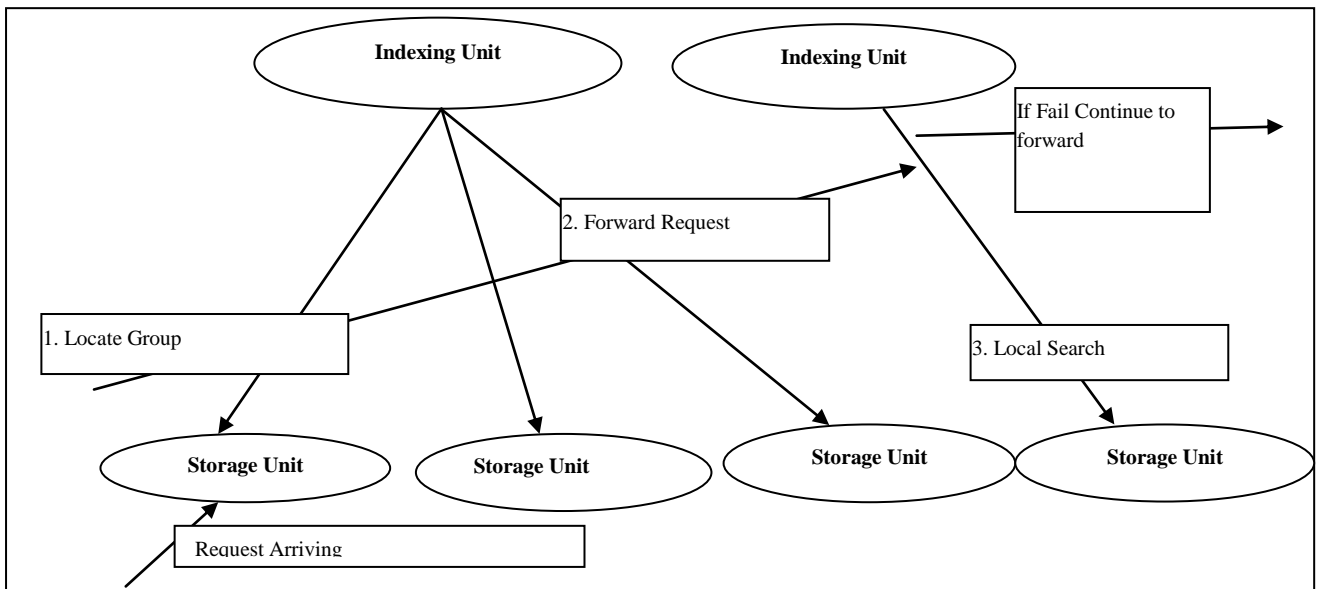 Indexing Unit
Indexing Unit
If Fail Continue to
forward
2. Forward Request
1. Locate Group
3. Local Search
Storage Unit
Storage Unit
Storage Unit
Storage Unit
Request Arriving